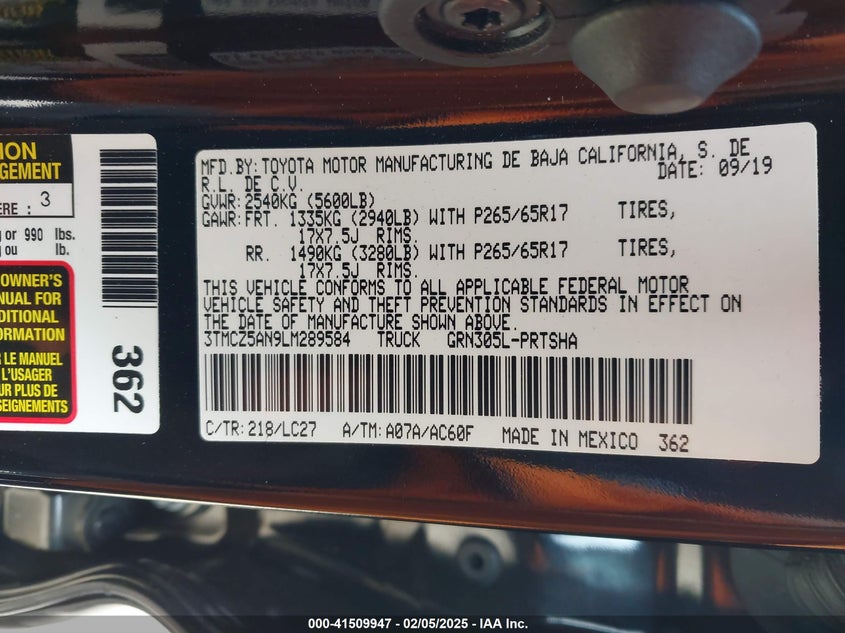 ION
GEMENT
ERE : 3
g or 990 lbs.
g ou lb.
OWNER'S
NUAL FOR
DITIONAL
ORMATION
LE MANUEL
L'USAGER
UR PLUS DE
SEIGNEMENTS
362
MFD.BY:TOYOTA MOTOR MANUFACTURING DE BAJA CALIFORNIA, S. DE
R.L. DE C.V. DATE: 09/19
GVWR:2540KG (5600LB)
GAWR:FRT. 1335KG (2940LB) WITH P265/65R17 TIRES,
17X7.5J RIMS.
RR. 1490KG (3280LB) WITH P265/65R17 TIRES,
17X7.5J RIMS.
THIS VEHICLE CONFORMS TO ALL APPLICABLE FEDERAL MOTOR
VEHICLE SAFETY AND THEFT PREVENTION STANDARDS IN EFFECT ON
THE DATE OF MANUFACTURE SHOWN ABOVE.
3TMCZ5AN9LM289584 TRUCK GRN305L-PRTSHA
C/TR:218/LC27 A/TM:A07A/AC60F MADE IN MEXICO 362
000-41509947 - 02/05/2025 - IAA Inc.